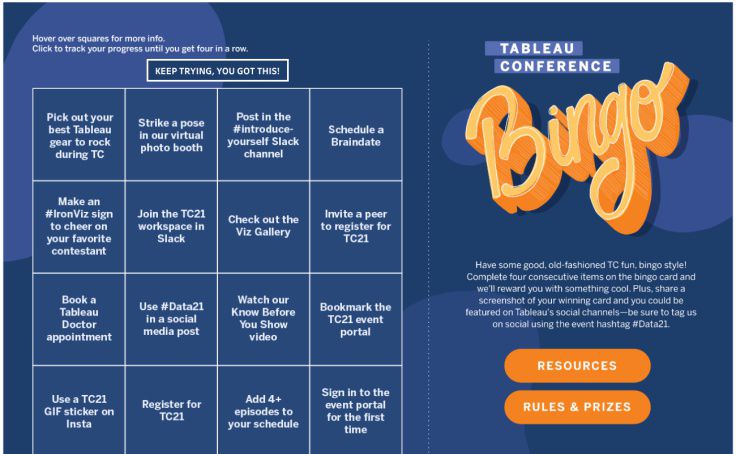 Hover over squares for more info.
Click to track your progress until you get four in a row.
KEEP TRYING, YOU GOT THIS!
Pick out your
best Tableau
gear to rock
during TC
Strike a pose
in our virtual
photo booth
Post in the
#introduce-
yourself Slack
channel
Schedule a
Braindate
Make an
#IronViz sign
to cheer on
your favorite
contestant
Join the TC21
workspace in
Slack
Check out the
Viz Gallery
Invite a peer
to register for
TC21
Book a
Tableau
Doctor
appointment
Use #Data21
in a social
media post
Watch our
Know Before
You Show
video
Bookmark the
TC21 event
portal
Use a TC21
GIF sticker on
Insta
Register for
TC21
Add 4+
episodes to
your schedule
Sign in to the
event portal
for the first
time
TABLEAU
CONFERENCE
Bingo
Have some good, old-fashioned TC fun, bingo style!
Complete four consecutive items on the bingo card and
we'll reward you with something cool. Plus, share a
screenshot of your winning card and you could be
featured on Tableau's social channels—be sure to tag us
on social using the event hashtag #Data21.
RESOURCES
RULES & PRIZES